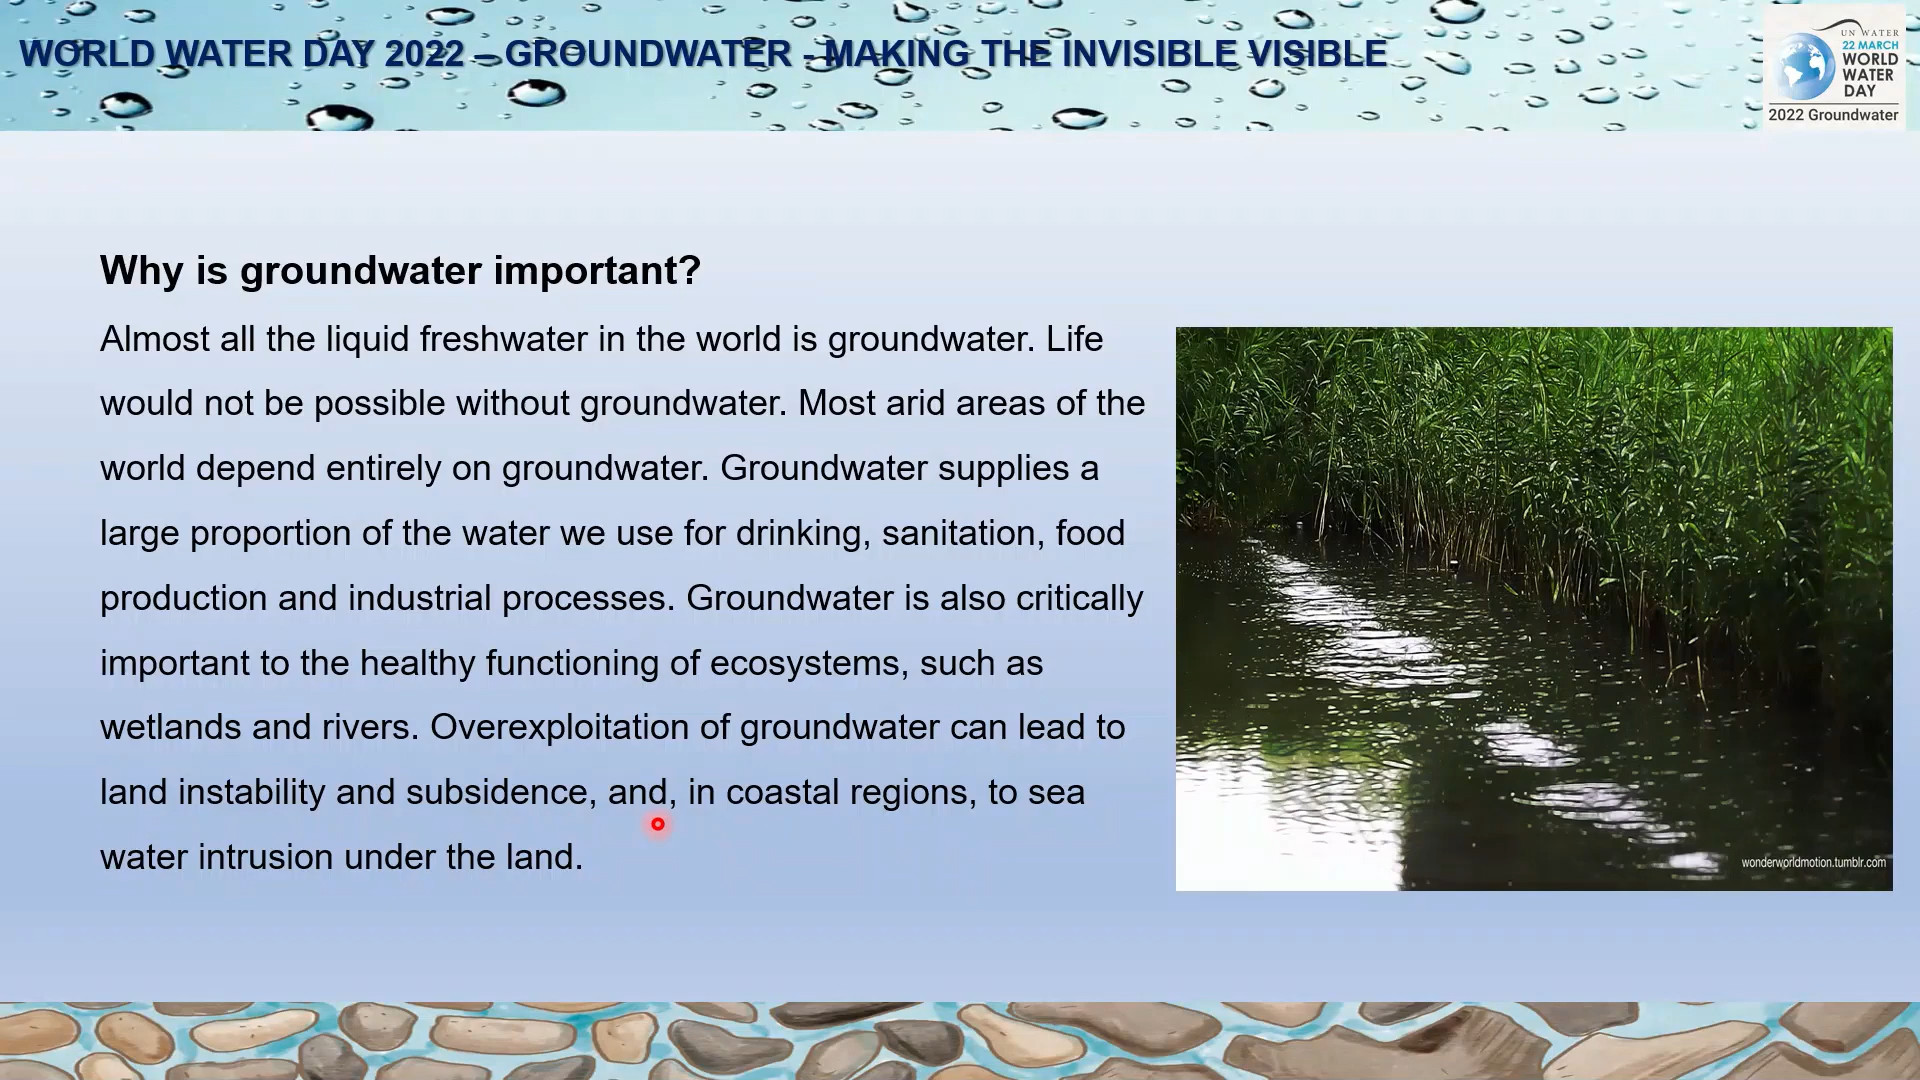 WORLD WATER DAY 2022 – GROUNDWATER - MAKING THE INVISIBLE VISIBLE
UN WATER
22 MARCH
WORLD
WATER
DAY
2022 Groundwater
Why is groundwater important?
Almost all the liquid freshwater in the world is groundwater. Life
would not be possible without groundwater. Most arid areas of the
world depend entirely on groundwater. Groundwater supplies a
large proportion of the water we use for drinking, sanitation, food
production and industrial processes. Groundwater is also critically
important to the healthy functioning of ecosystems, such as
wetlands and rivers. Overexploitation of groundwater can lead to
land instability and subsidence, and, in coastal regions, to sea
water intrusion under the land.
wonderworldmotion.tumblr.com